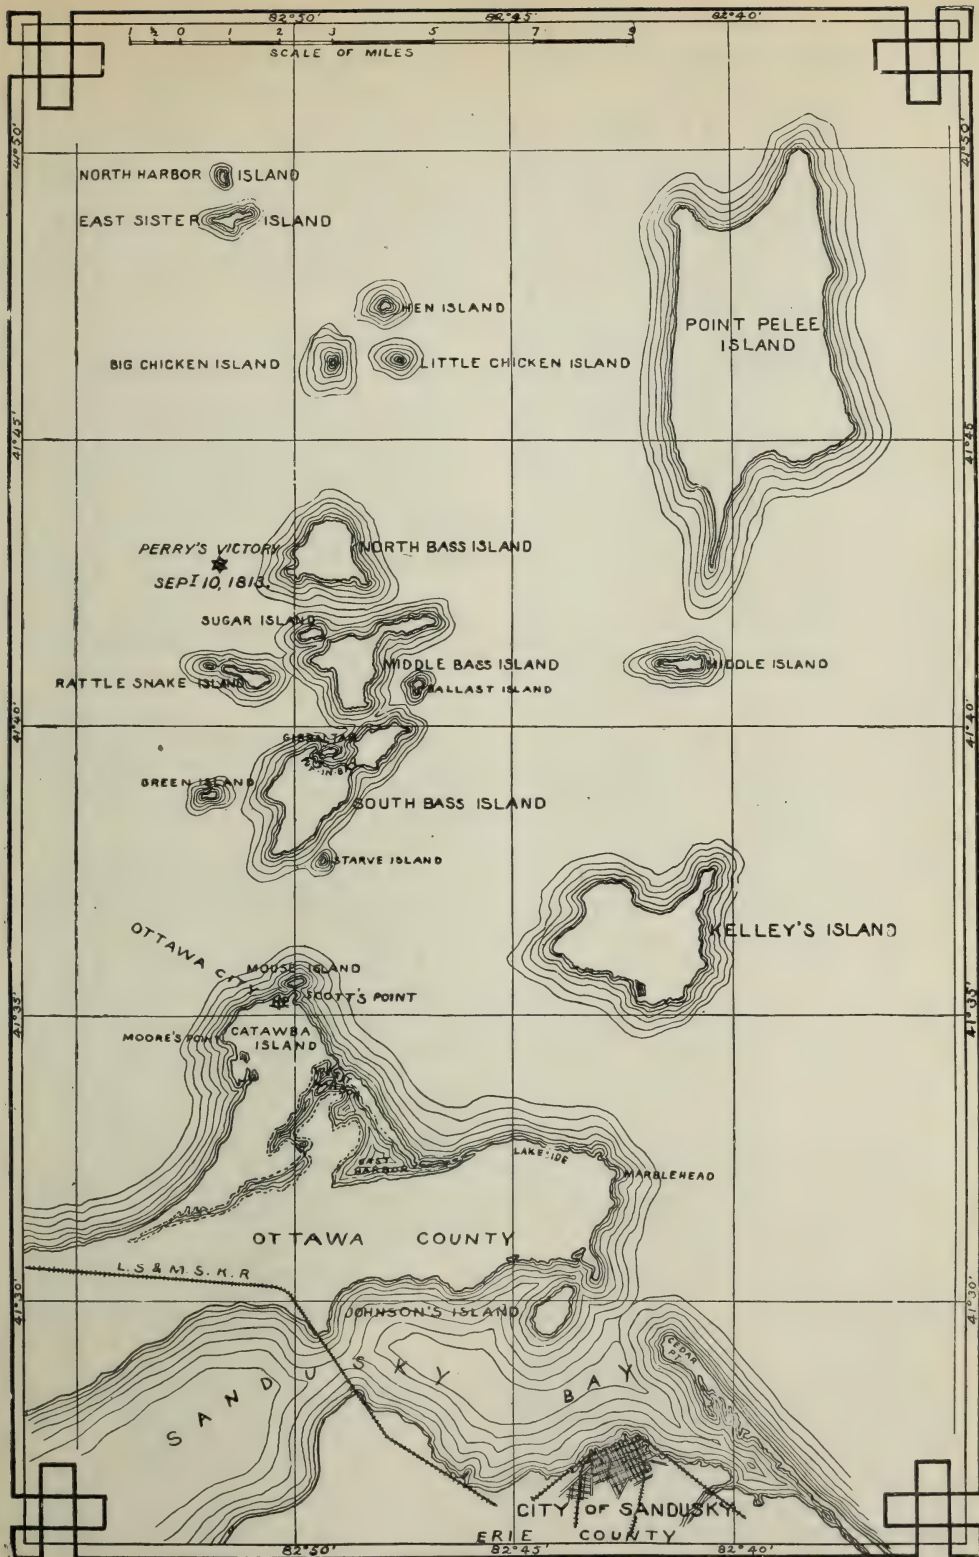 82°50' 82°45' 82°40'
1 ½ 0 1 2 3 5 7 9
SCALE OF MILES
41°50' 41°50'
NORTH HARBOR ISLAND
EAST SISTER ISLAND
HEN ISLAND
POINT PELEE
ISLAND
BIG CHICKEN ISLAND
LITTLE CHICKEN ISLAND
41°45' 41°45'
PERRY'S VICTORY
SEPT 10, 1813.
NORTH BASS ISLAND
SUGAR ISLAND
MIDDLE BASS ISLAND
MIDDLE ISLAND
RATTLE SNAKE ISLAND
BALLAST ISLAND
41°40' 41°40'
GIBRALTAR
PUT-IN-BAY
GREEN ISLAND
SOUTH BASS ISLAND
STARVE ISLAND
KELLEY'S ISLAND
OTTAWA CITY
MOUSE ISLAND
SCOTT'S POINT
41°35' 41°35'
MOORE'S POINT
CATAWBA
ISLAND
WEST
HARBOR
EAST
HARBOR
LAKESIDE
MARBLEHEAD
OTTAWA COUNTY
L. S & M. S. R. R
41°30' 41°30'
JOHNSON'S ISLAND
CEDAR
PT.
SANDUSKY BAY
CITY OF SANDUSKY
ERIE COUNTY
82°50' 82°45' 82°40'